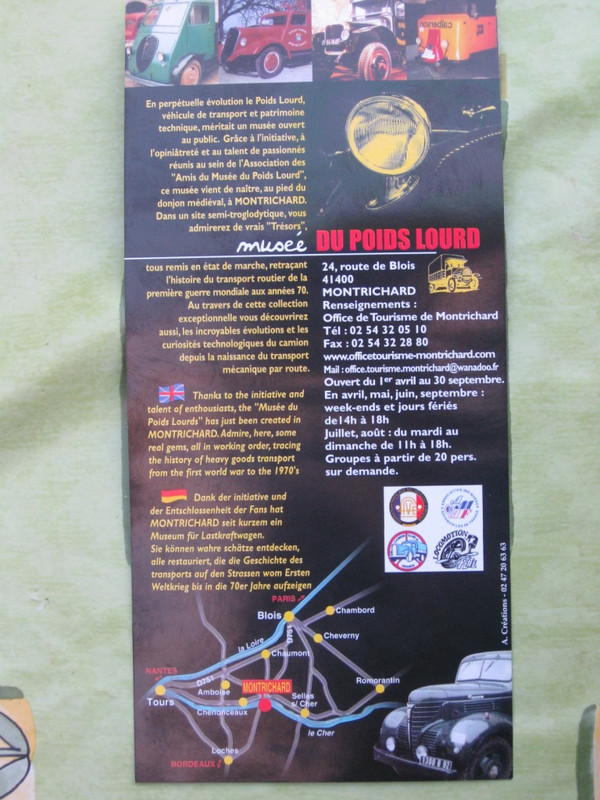 En perpétuelle évolution le Poids Lourd,
véhicule de transport et patrimoine
technique, méritait un musée ouvert
au public. Grâce à l'initiative, à
l'opiniâtreté et au talent de passionnés
réunis au sein de l'Association des
"Amis du Musée du Poids Lourd",
ce musée vient de naître, au pied du
donjon médiéval, à MONTRICHARD.
Dans un site semi-troglodytique, vous
admirerez de vrais "Trésors",
musée DU POIDS LOURD
tous remis en état de marche, retraçant
l'histoire du transport routier de la
première guerre mondiale aux années 70.
Au travers de cette collection
exceptionnelle vous découvrirez
aussi, les incroyables évolutions et les
curiosités technologiques du camion
depuis la naissance du transport
mécanique par route.
24, route de Blois
41400
MONTRICHARD
Renseignements :
Office de Tourisme de Montrichard
Tél : 02 54 32 05 10
Fax : 02 54 32 28 80
www.officetourisme-montrichard.com
Mail : office.tourisme.montrichard@wanadoo.fr
Ouvert du 1er avril au 30 septembre.
En avril, mai, juin, septembre :
week-ends et jours fériés
de14h à 18h
Juillet, août : du mardi au
dimanche de 11h à 18h.
Groupes à partir de 20 pers.
sur demande.
Thanks to the initiative and
talent of enthusiasts, the "Musée du
Poids Lourds" has just been created in
MONTRICHARD. Admire, here, some
real gems, all in working order, tracing
the history of heavy goods transport
from the first world war to the 1970's
Dank der initiative und
der Entschlossenheit der Fans hat
MONTRICHARD seit kurzem ein
Museum für Lastkraftwagen.
Sie können wahre schätze entdecken,
alle restauriert, die die Geschichte des
transports auf den Strassen wom Ersten
Weltkrieg bis in die 70er Jahre aufzeigen
LOCOMOTION
A. Créations - 02 47 20 63 63
PARIS
Blois
Chambord
D751
Cheverny
la Loire
Chaumont
NANTES
D751
Amboise
MONTRICHARD
Romorantin
Tours
Chenonceaux
Selles
s/ Cher
le Cher
Loches
BORDEAUX